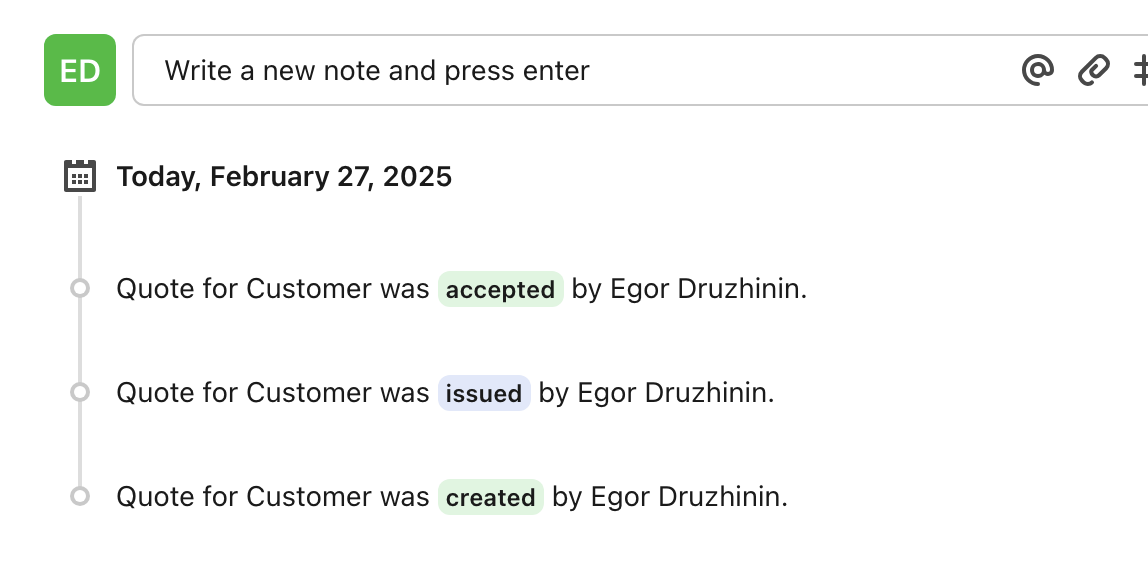 ED
Write a new note and press enter
Today, February 27, 2025
Quote for Customer was accepted by Egor Druzhinin.
Quote for Customer was issued by Egor Druzhinin.
Quote for Customer was created by Egor Druzhinin.